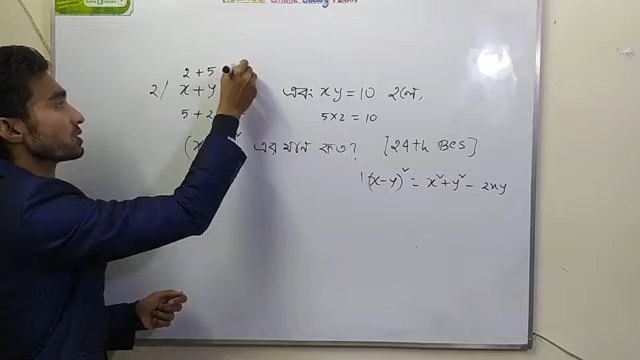 2 + 5
2/ x + y এবং xy = 10 হলে,
5 + 2 5×2 = 10
(x এর মান কত? [24th BCS]
(x-y)² = x²+y² - 2xy